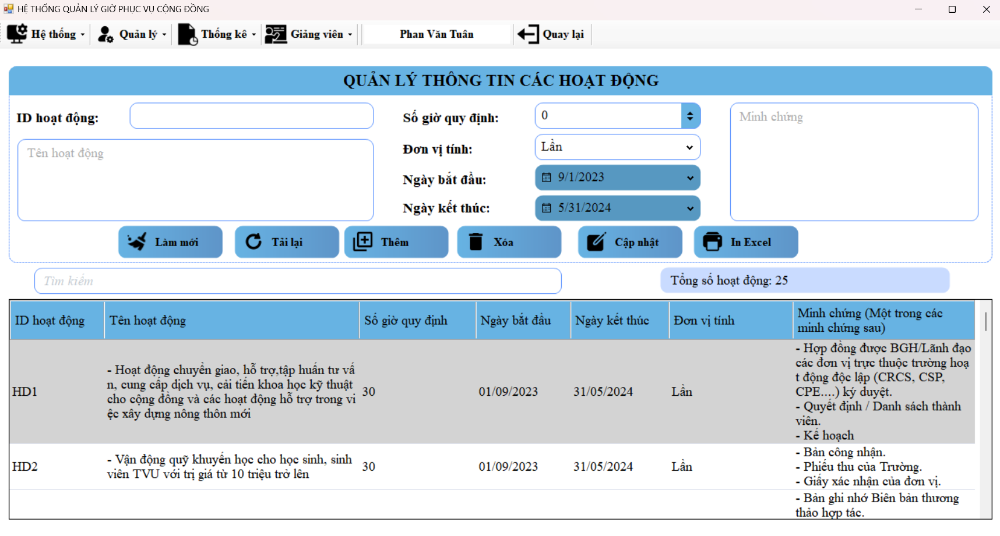 HỆ THỐNG QUẢN LÝ GIỜ PHỤC VỤ CỘNG ĐỒNG
Hệ thống
Quản lý
Thống kê
Giảng viên
Phan Văn Tuân
Quay lại
QUẢN LÝ THÔNG TIN CÁC HOẠT ĐỘNG
ID hoạt động:
Tên hoạt động
Số giờ quy định:
0
Đơn vị tính:
Lần
Ngày bắt đầu:
9/1/2023
Ngày kết thúc:
5/31/2024
Minh chứng
Làm mới
Tải lại
Thêm
Xóa
Cập nhật
In Excel
Tìm kiếm
Tổng số hoạt động: 25
ID hoạt động
Tên hoạt động
Số giờ quy định
Ngày bắt đầu
Ngày kết thúc
Đơn vị tính
Minh chứng (Một trong các
minh chứng sau)
HD1
- Hoạt động chuyển giao, hỗ trợ,tập huấn tư vấ
n, cung cấp dịch vụ, cải tiến khoa học kỹ thuật
cho cộng đồng và các hoạt động hỗ trợ trong vi
ệc xây dựng nông thôn mới
30
01/09/2023
31/05/2024
Lần
- Hợp đồng được BGH/Lãnh đạo
các đơn vị trực thuộc trường hoạ
t động độc lập (CRCS, CSP,
CPE....) ký duyệt.
- Quyết định / Danh sách thành
viên.
- Kế hoạch
HD2
- Vận động quỹ khuyến học cho học sinh, sinh
viên TVU với trị giá từ 10 triệu trở lên
30
01/09/2023
31/05/2024
Lần
- Bản công nhận.
- Phiếu thu của Trường.
- Giấy xác nhận của đơn vị.
- Bản ghi nhớ Biên bản thương
thảo hợp tác.